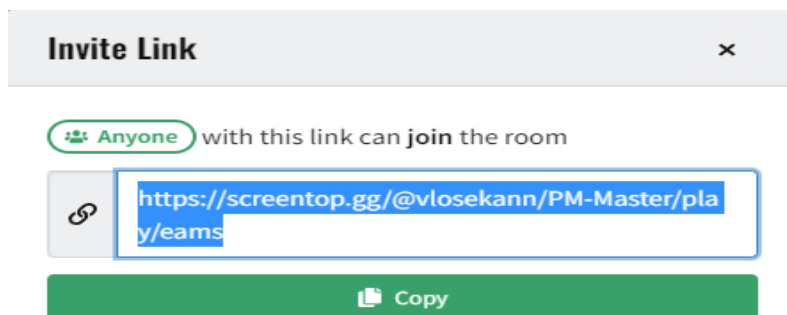 Invite Link ×
Anyone with this link can join the room
https://screentop.gg/@vlosekann/PM-Master/pla
y/eams
Copy